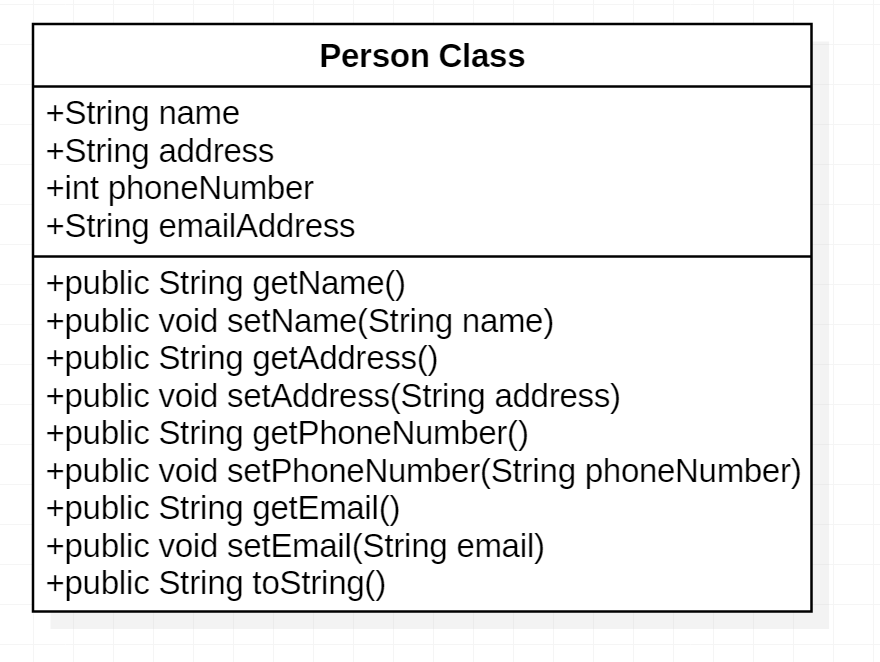 Person Class
+String name
+String address
+int phoneNumber
+String emailAddress
+public String getName()
+public void setName(String name)
+public String getAddress()
+public void setAddress(String address)
+public String getPhoneNumber()
+public void setPhoneNumber(String phoneNumber)
+public String getEmail()
+public void setEmail(String email)
+public String toString()